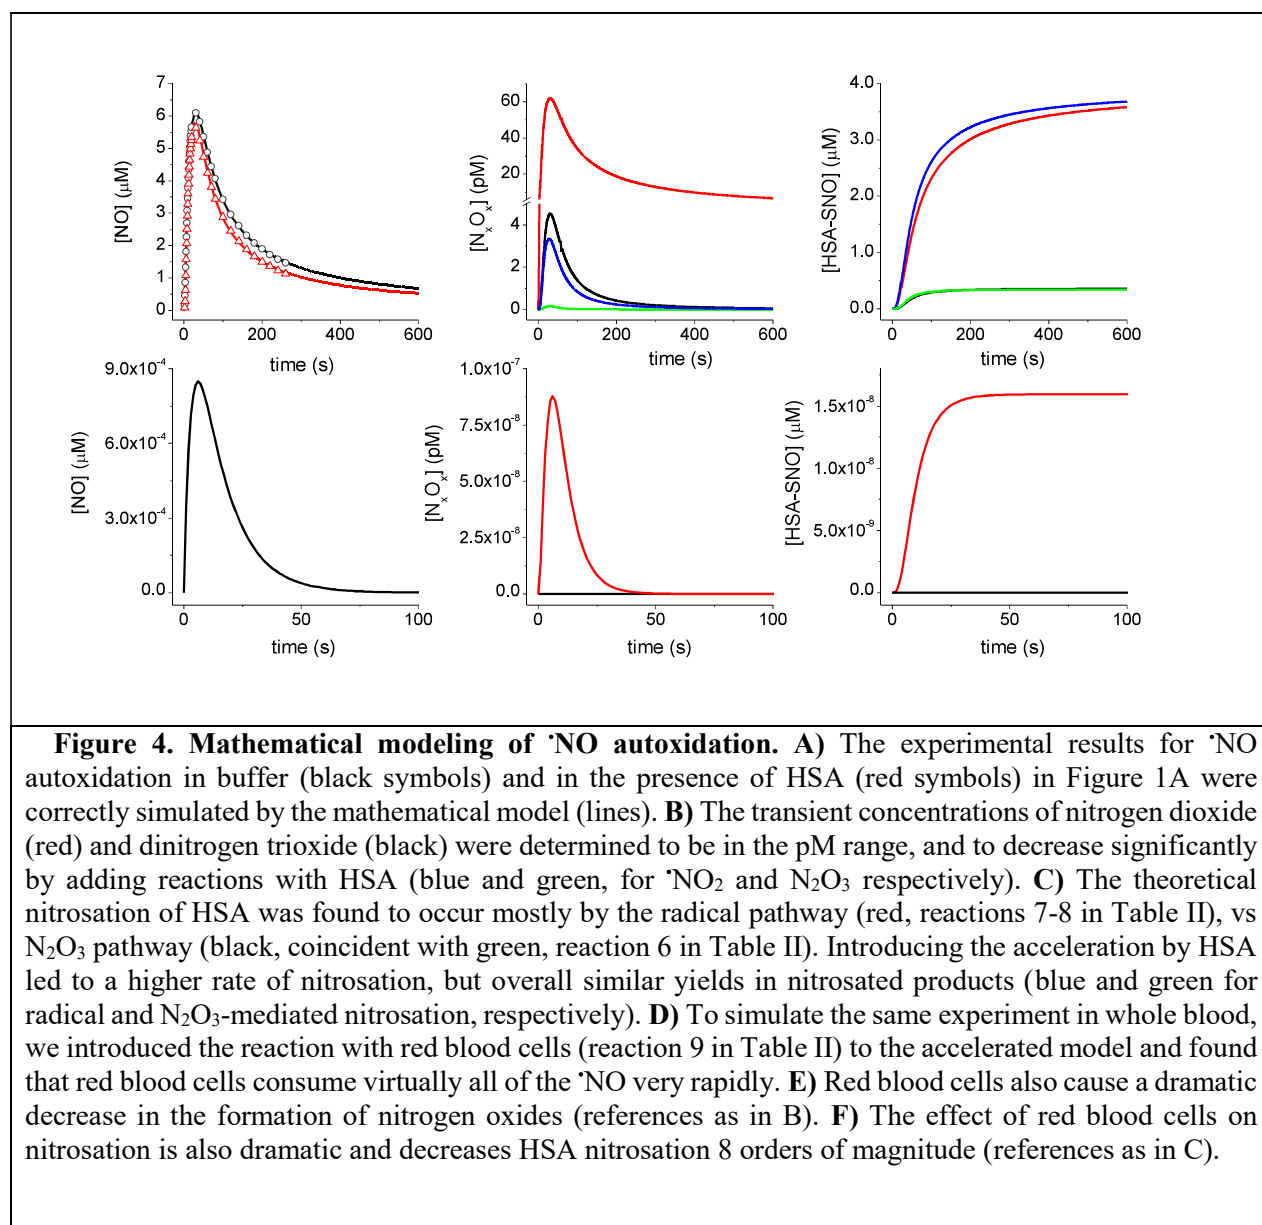 7
6
5
4
3
2
1
0
[NO] (μM)
0 200 400 600
time (s)
60
40
20
4
2
0
[NₓOₓ] (pM)
0 200 400 600
time (s)
4.0
3.0
2.0
1.0
0.0
[HSA-SNO] (μM)
0 200 400 600
time (s)
9.0x10⁻⁴
6.0x10⁻⁴
3.0x10⁻⁴
0.0
[NO] (μM)
0 50 100
time (s)
1.0x10⁻⁷
7.5x10⁻⁸
5.0x10⁻⁸
2.5x10⁻⁸
0.0
[NₓOₓ] (pM)
0 50 100
time (s)
1.5x10⁻⁸
1.0x10⁻⁸
5.0x10⁻⁹
0.0
[HSA-SNO] (μM)
0 50 100
time (s)
Figure 4. Mathematical modeling of ˙NO autoxidation. A) The experimental results for ˙NO
autoxidation in buffer (black symbols) and in the presence of HSA (red symbols) in Figure 1A were
correctly simulated by the mathematical model (lines). B) The transient concentrations of nitrogen dioxide
(red) and dinitrogen trioxide (black) were determined to be in the pM range, and to decrease significantly
by adding reactions with HSA (blue and green, for ˙NO₂ and N₂O₃ respectively). C) The theoretical
nitrosation of HSA was found to occur mostly by the radical pathway (red, reactions 7-8 in Table II), vs
N₂O₃ pathway (black, coincident with green, reaction 6 in Table II). Introducing the acceleration by HSA
led to a higher rate of nitrosation, but overall similar yields in nitrosated products (blue and green for
radical and N₂O₃-mediated nitrosation, respectively). D) To simulate the same experiment in whole blood,
we introduced the reaction with red blood cells (reaction 9 in Table II) to the accelerated model and found
that red blood cells consume virtually all of the ˙NO very rapidly. E) Red blood cells also cause a dramatic
decrease in the formation of nitrogen oxides (references as in B). F) The effect of red blood cells on
nitrosation is also dramatic and decreases HSA nitrosation 8 orders of magnitude (references as in C).